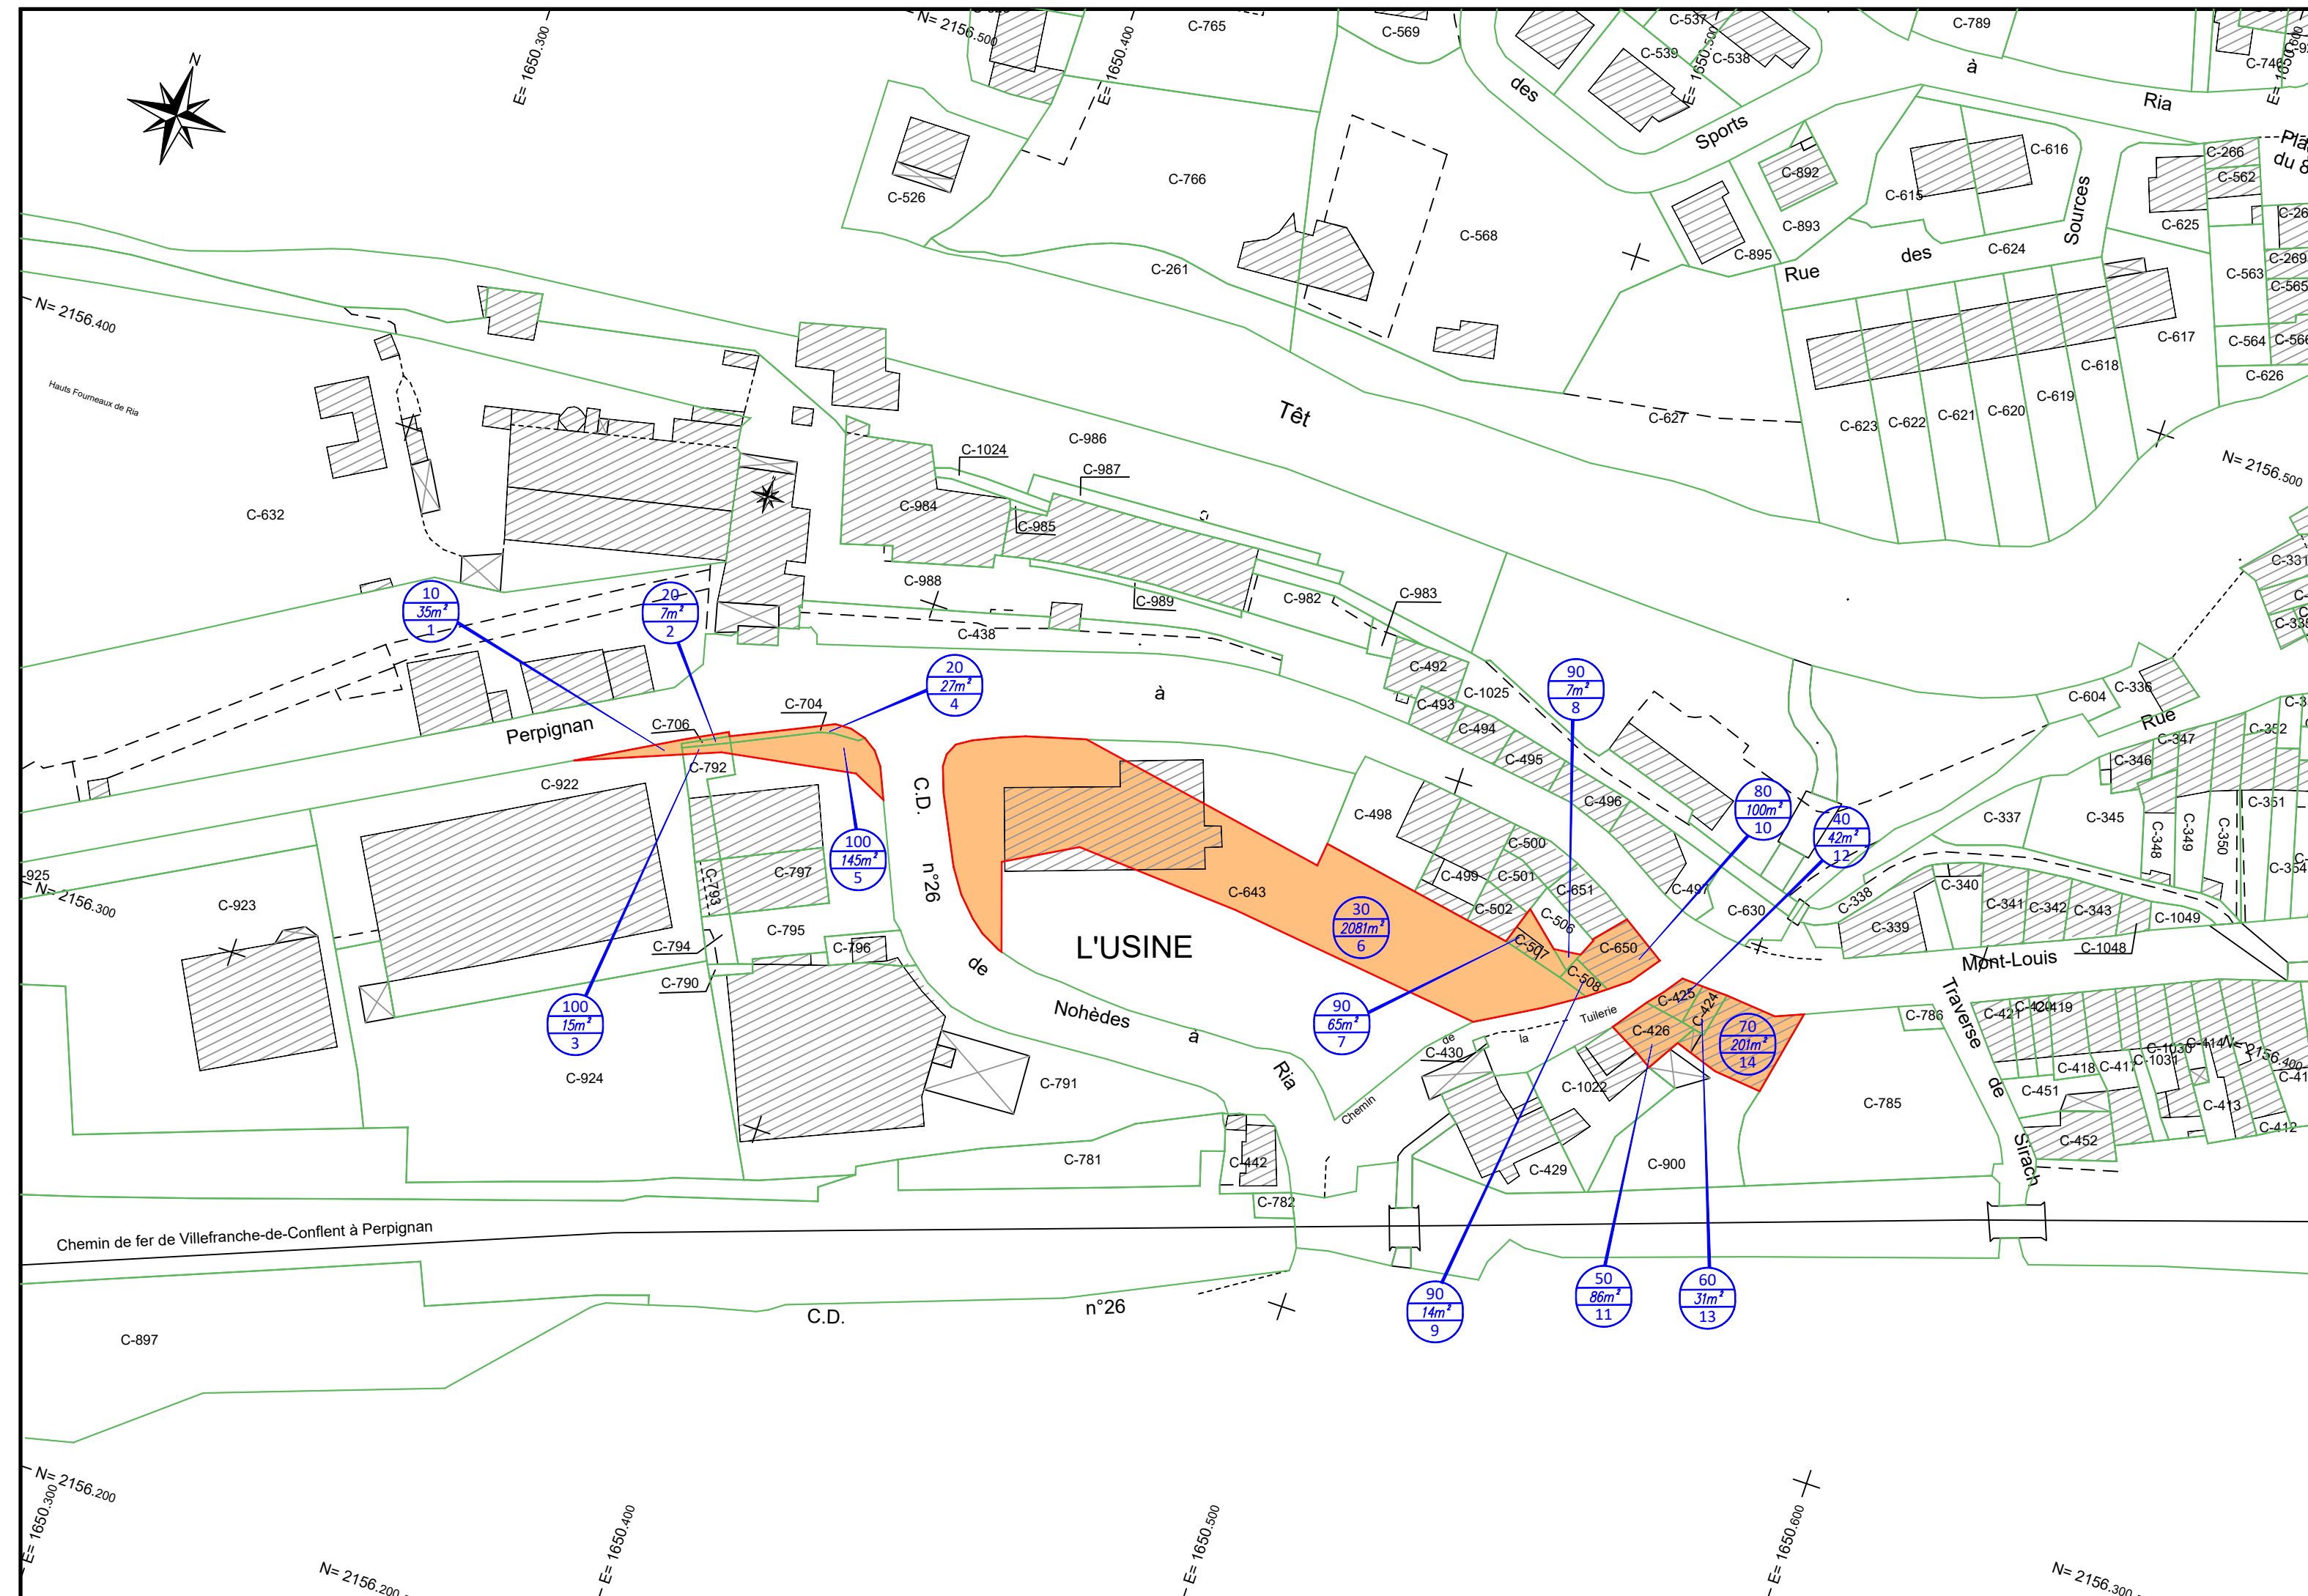 N= 2156.500
C-765
C-569
C-537
C-789
C-539
C-538
C-746
E= 1650.300
E= 1650.400
E= 1650.500
E= 1650.600
N
des
Sports
à
Ria
C-526
C-766
C-568
C-261
C-892
C-893
C-895
C-615
C-616
C-624
C-266
C-562
C-625
C-563
C-269
C-565
C-564
C-566
C-617
C-626
Rue
des
Sources
C-618
C-619
C-620
C-621
C-622
C-623
C-627
N= 2156.400
Hauts Fourneaux de Ria
Têt
N= 2156.500
C-632
C-1024
C-986
C-987
C-984
C-985
C-988
C-989
C-982
C-983
C-438
C-331
10
35m²
1
20
7m²
2
20
27m²
4
90
7m²
8
C-492
C-1025
C-493
C-494
C-495
C-496
C-497
C-604
C-336
Rue
C-335
C-704
C-706
Perpignan
à
C-792
C-922
C-352
C-347
C-346
C-351
C-337
C-345
C-348
C-349
C-350
C-354
80
100m²
10
40
42m²
12
C.D.
n°26
de
Nohèdes
à
Ria
100
145m²
5
C-797
C-793
C-795
C-796
C-794
C-790
C-498
C-499
C-500
C-501
C-651
C-502
C-506
C-507
C-508
C-650
C-643
30
2081m²
6
L'USINE
C-630
C-338
C-339
C-340
C-341
C-342
C-343
C-1049
C-1048
Mont-Louis
C-925
N= 2156.300
C-923
100
15m²
3
90
65m²
7
C-425
C-424
C-426
70
201m²
14
Chemin
de
la
Tuilerie
C-430
C-1022
C-786
C-421
C-420
C-419
Traverse
de
Sirach
C-418
C-417
C-1031
C-1030
C-414
N= 2156.400
C-451
C-413
C-412
C-452
C-924
C-791
C-785
C-781
C-442
C-429
C-900
C-782
Chemin de fer de Villefranche-de-Conflent à Perpignan
90
14m²
9
50
86m²
11
60
31m²
13
C.D.
n°26
C-897
N= 2156.200
E= 1650.300
N= 2156.200
E= 1650.400
E= 1650.500
E= 1650.600
N= 2156.300